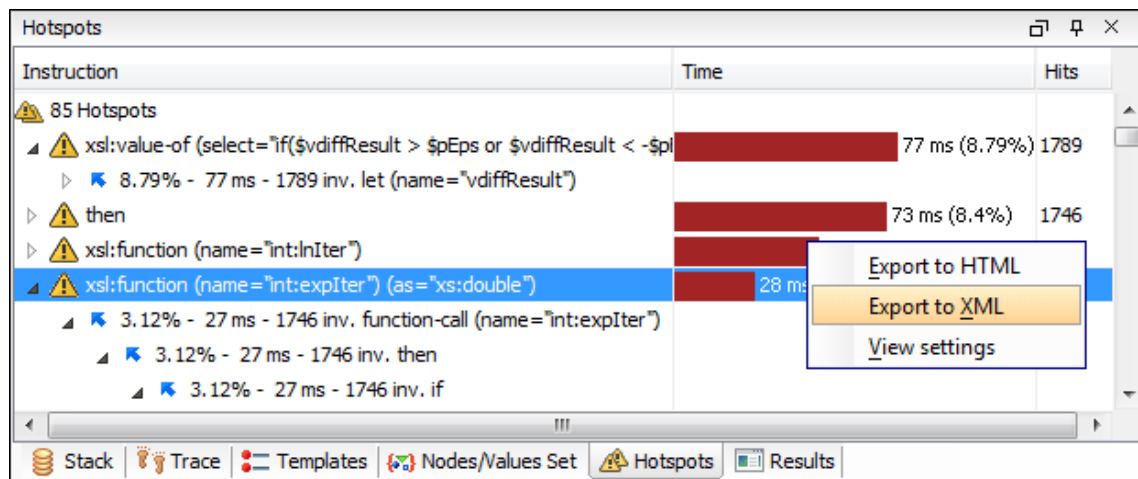 Hotspots
Instruction Time Hits
85 Hotspots
xsl:value-of (select="if($vdiffResult > $pEps or $vdiffResult < -$pl 77 ms (8.79%) 1789
8.79% - 77 ms - 1789 inv. let (name="vdiffResult")
then 73 ms (8.4%) 1746
xsl:function (name="int:lnIter")
xsl:function (name="int:expIter") (as="xs:double") 28 ms
3.12% - 27 ms - 1746 inv. function-call (name="int:expIter")
3.12% - 27 ms - 1746 inv. then
3.12% - 27 ms - 1746 inv. if
Export to HTML
Export to XML
View settings
Stack Trace Templates Nodes/Values Set Hotspots Results